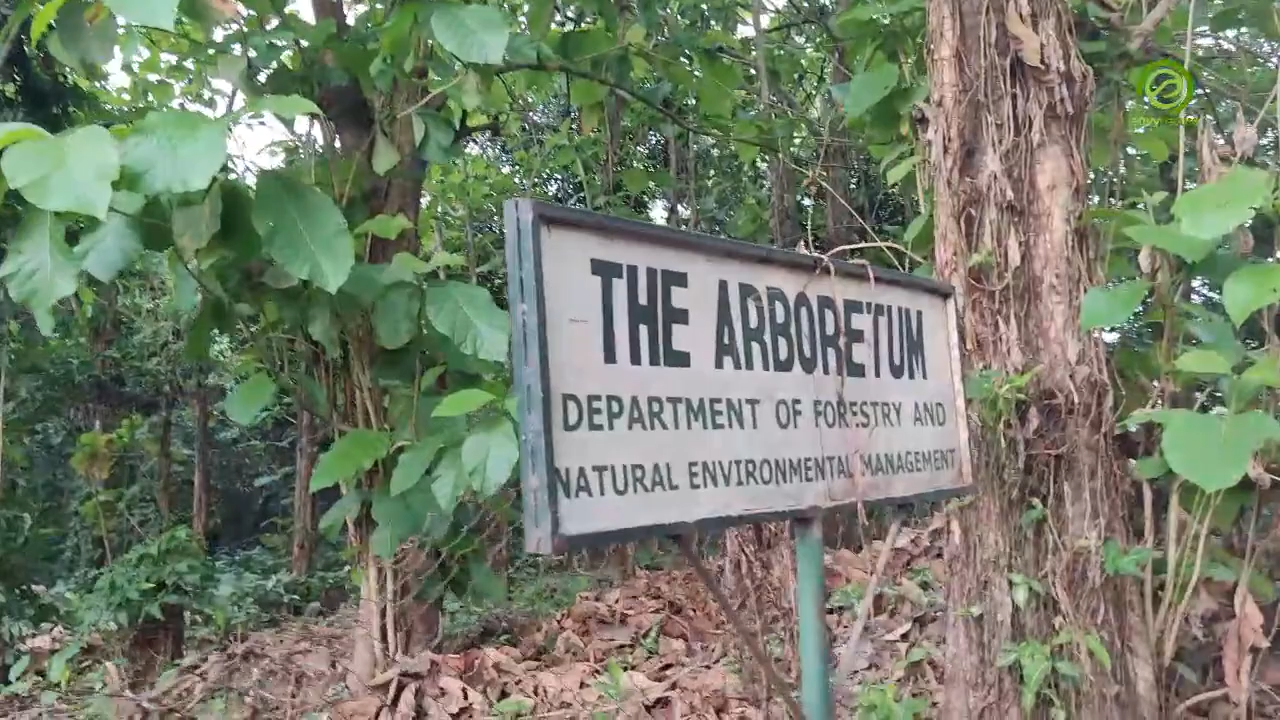 THE ARBORETUM
DEPARTMENT OF FORESTRY AND
NATURAL ENVIRONMENTAL MANAGEMENT